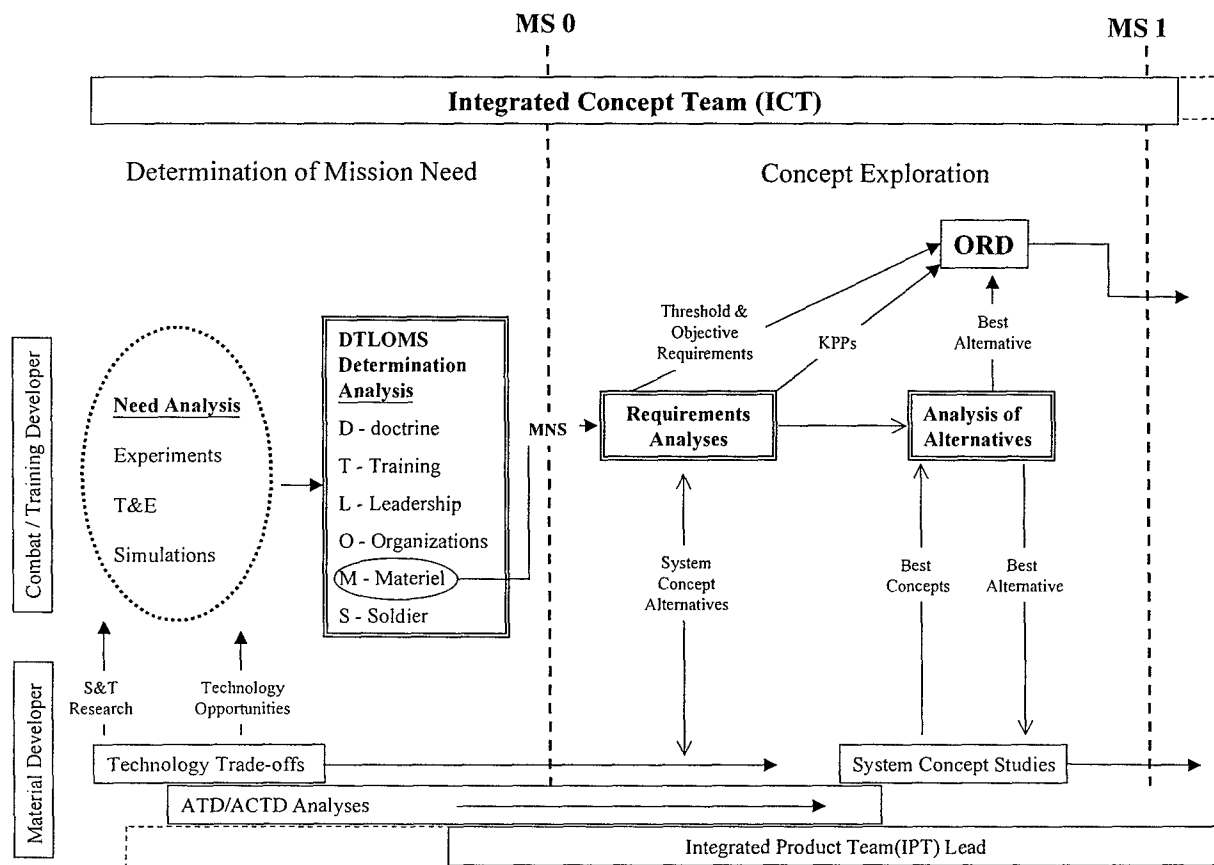 MS 0
MS 1
Integrated Concept Team (ICT)
Determination of Mission Need
Concept Exploration
ORD
Threshold &
Objective
Requirements
KPPs
Best
Alternative
Combat / Training Developer
Need Analysis
Experiments
T&E
Simulations
DTLOMS
Determination
Analysis
D - doctrine
T - Training
L - Leadership
O - Organizations
M - Materiel
S - Soldier
MNS
Requirements
Analyses
Analysis of
Alternatives
System
Concept
Alternatives
Best
Concepts
Best
Alternative
Material Developer
S&T
Research
Technology
Opportunities
Technology Trade-offs
System Concept Studies
ATD/ACTD Analyses
Integrated Product Team(IPT) Lead